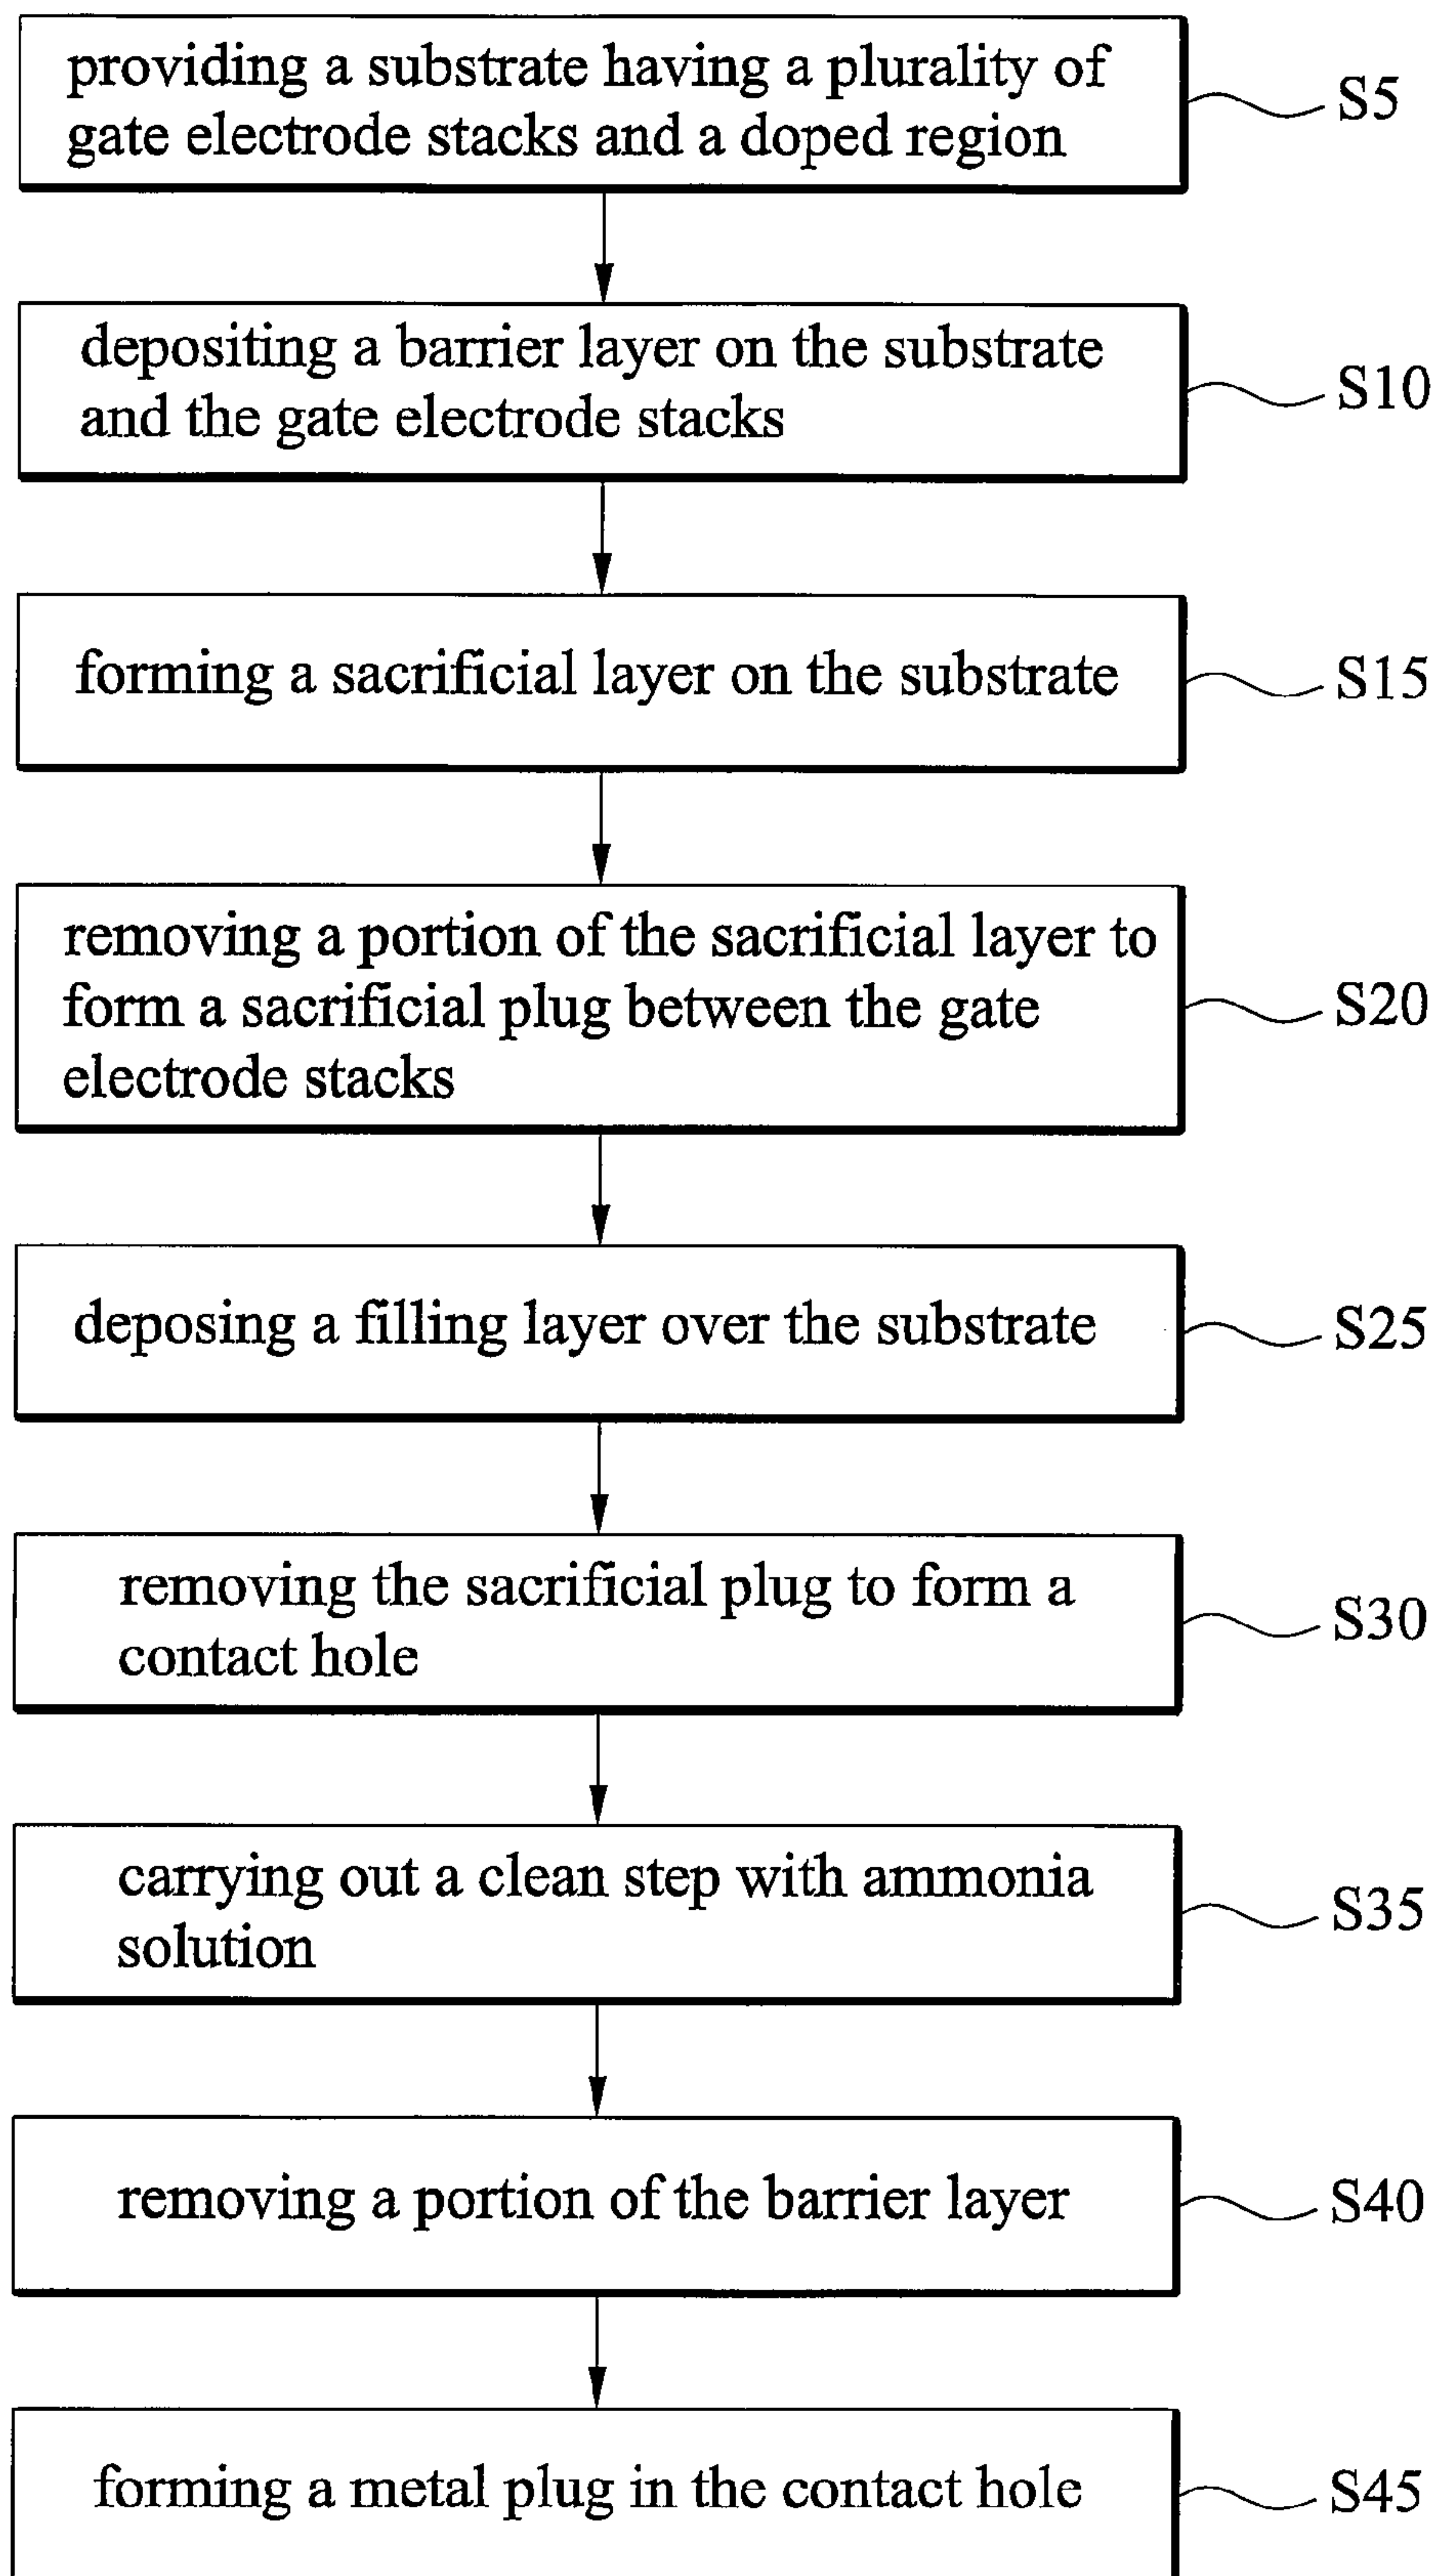 providing a substrate having a plurality of
gate electrode stacks and a doped region
S5
depositing a barrier layer on the substrate
and the gate electrode stacks
S10
forming a sacrificial layer on the substrate
S15
removing a portion of the sacrificial layer to
form a sacrificial plug between the gate
electrode stacks
S20
deposing a filling layer over the substrate
S25
removing the sacrificial plug to form a
contact hole
S30
carrying out a clean step with ammonia
solution
S35
removing a portion of the barrier layer
S40
forming a metal plug in the contact hole
S45